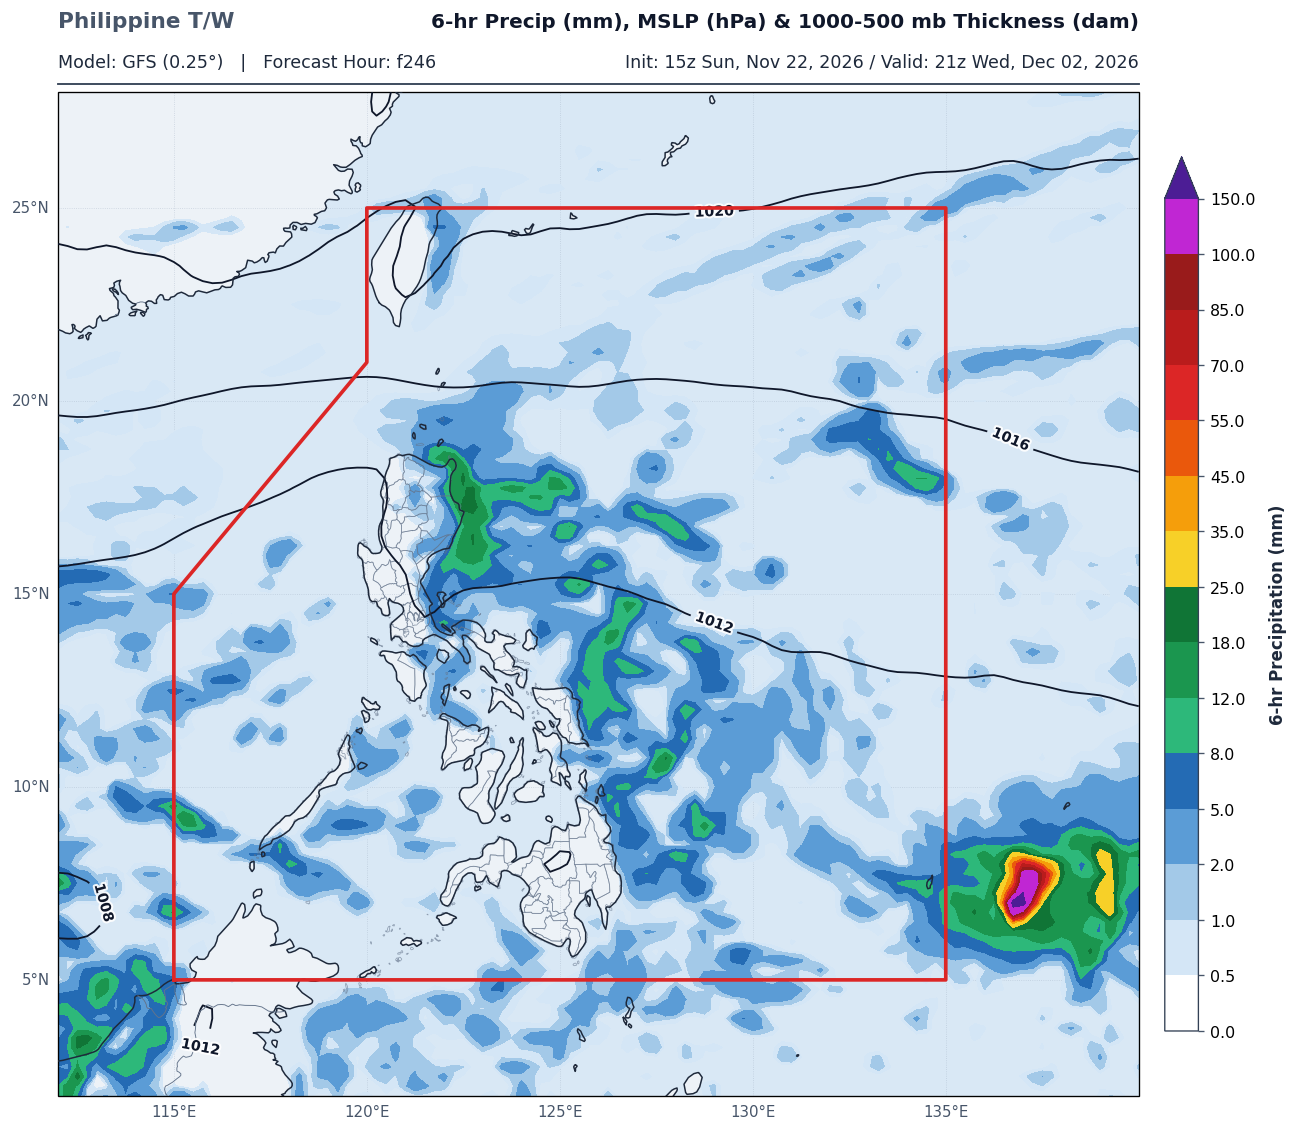 Philippine T/W
6-hr Precip (mm), MSLP (hPa) & 1000-500 mb Thickness (dam)
Model: GFS (0.25°) | Forecast Hour: f246
Init: 15z Sun, Nov 22, 2026 / Valid: 21z Wed, Dec 02, 2026
25°N
20°N
15°N
10°N
5°N
115°E
120°E
125°E
130°E
135°E
1020
1016
1012
1008
1012
150.0
100.0
85.0
70.0
55.0
45.0
35.0
25.0
18.0
12.0
8.0
5.0
2.0
1.0
0.5
0.0
6-hr Precipitation (mm)